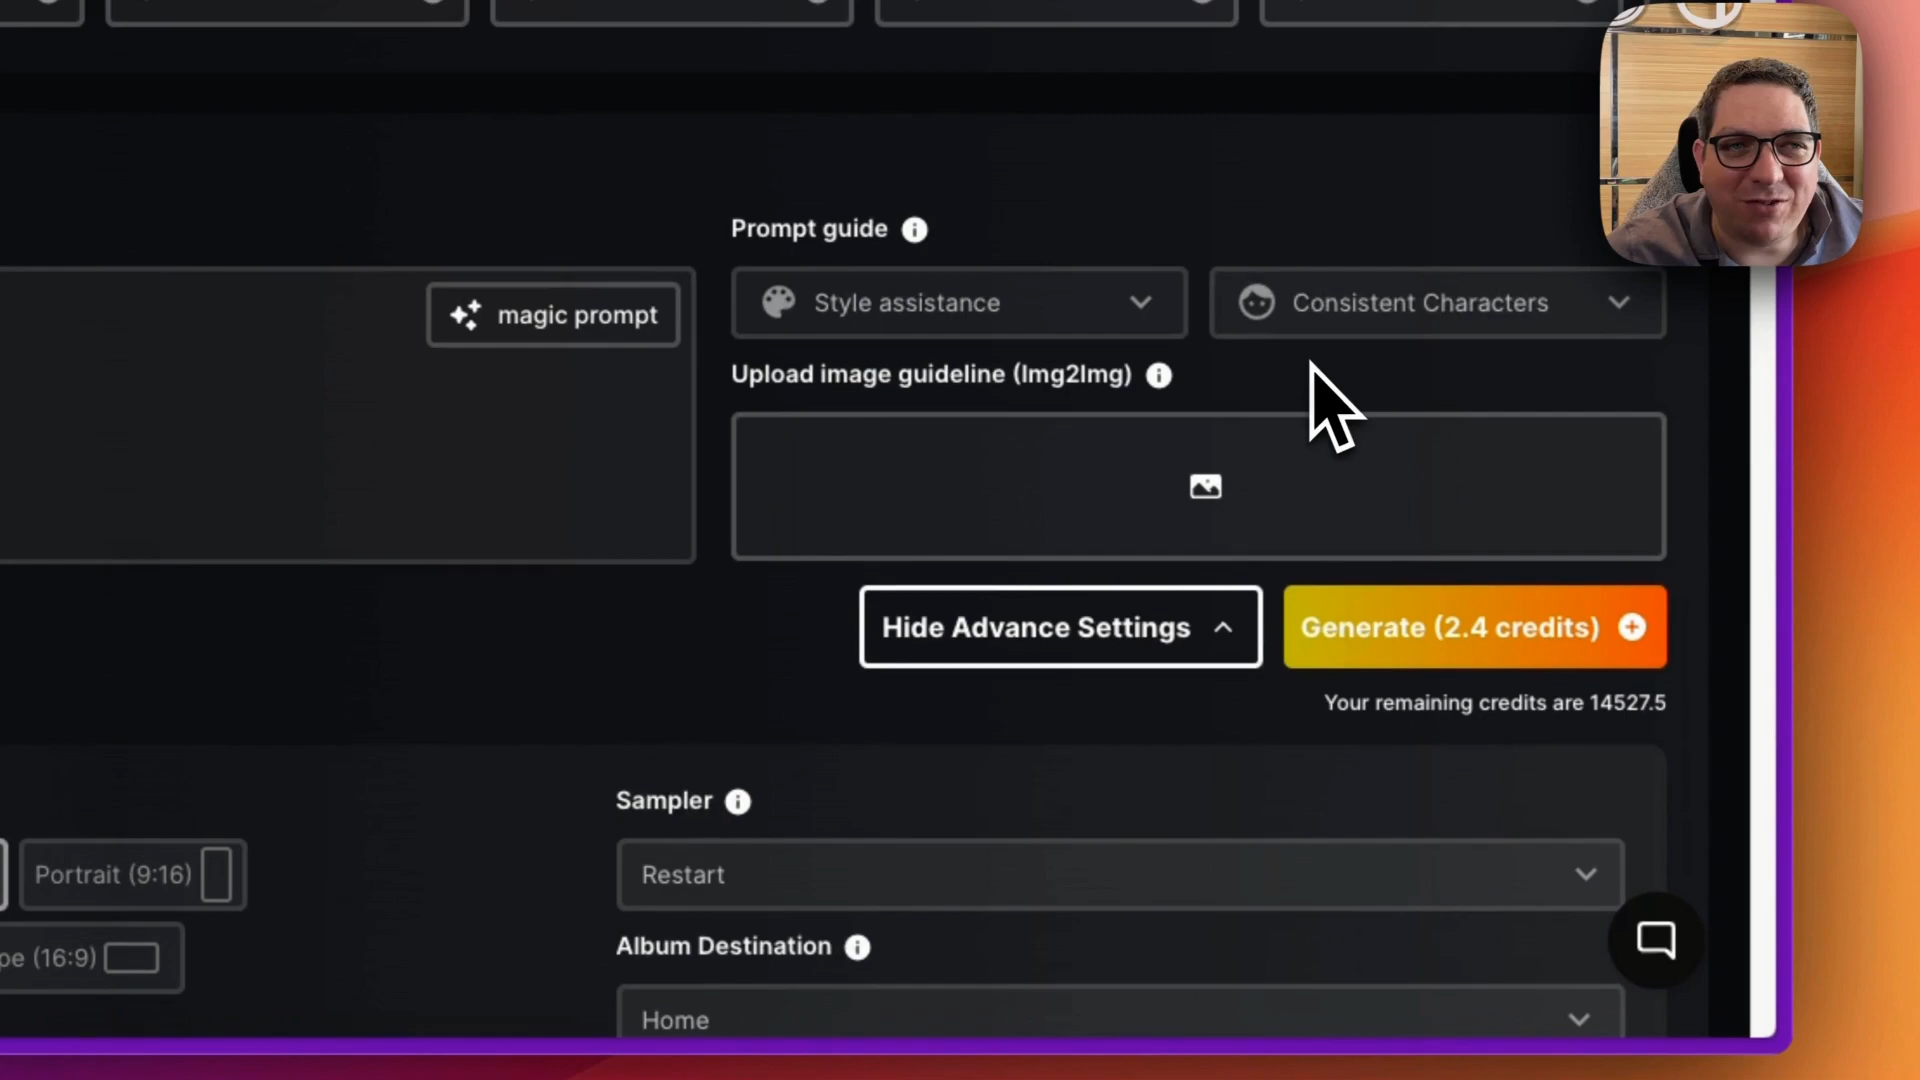 Prompt guide
magic prompt
Style assistance
Consistent Characters
Upload image guideline (Img2Img)
Hide Advance Settings
Generate (2.4 credits)
Your remaining credits are 14527.5
Sampler
Portrait (9:16)
Restart
Album Destination
pe (16:9)
Home